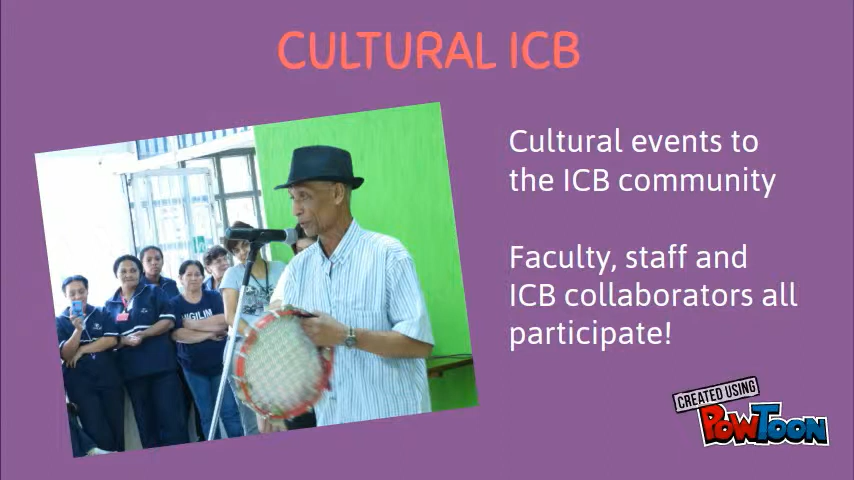 CULTURAL ICB
Cultural events to
the ICB community
Faculty, staff and
ICB collaborators all
participate!
CREATED USING
POWTOON